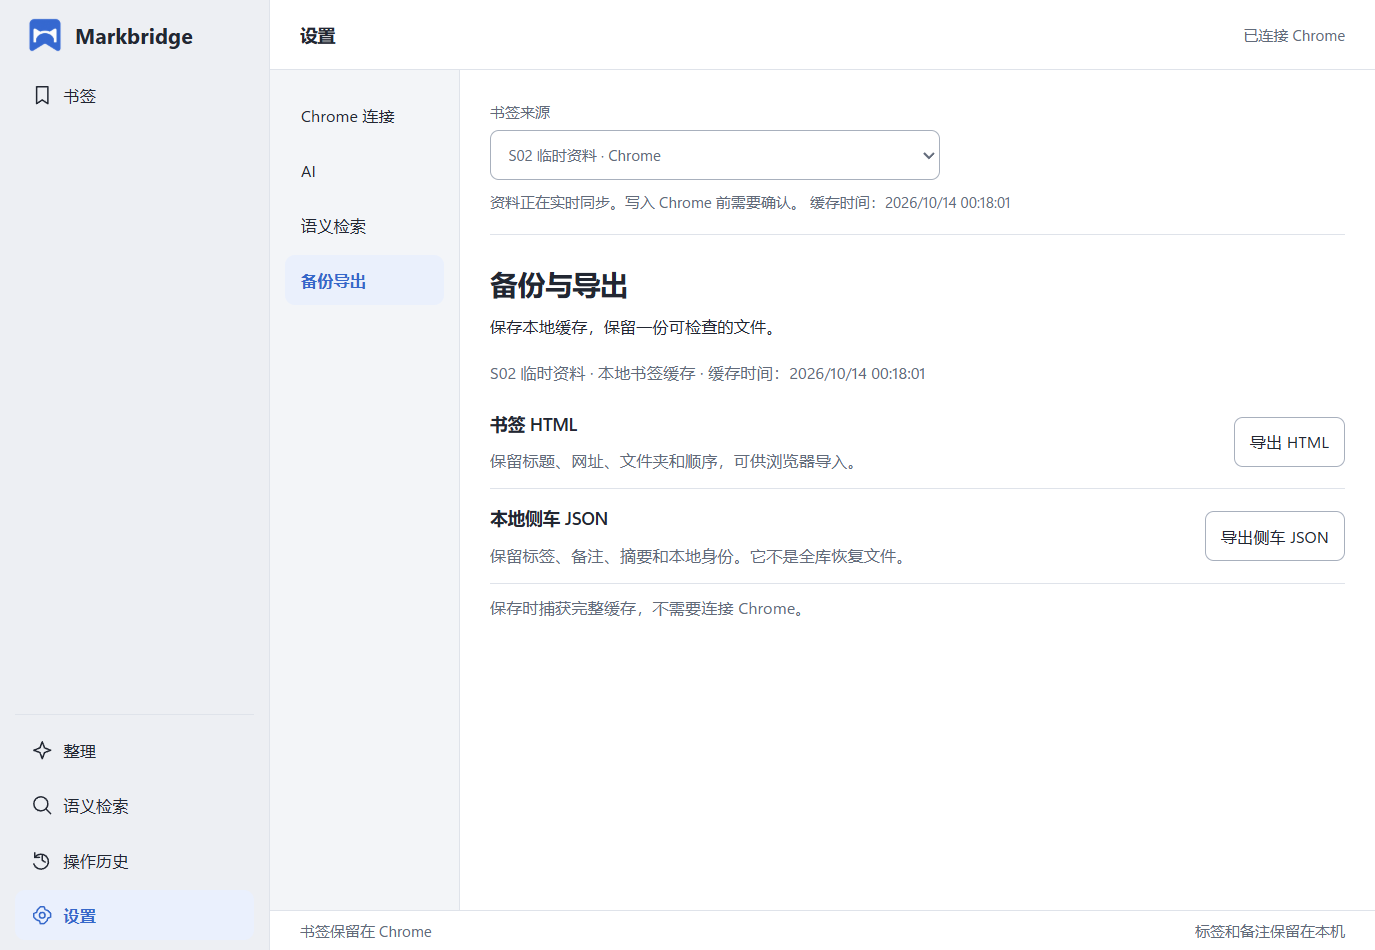 Markbridge
书签
整理
语义检索
操作历史
设置
设置
已连接 Chrome
Chrome 连接
AI
语义检索
备份导出
书签来源
S02 临时资料 · Chrome
资料正在实时同步。写入 Chrome 前需要确认。 缓存时间：2026/10/14 00:18:01
备份与导出
保存本地缓存，保留一份可检查的文件。
S02 临时资料 · 本地书签缓存 · 缓存时间：2026/10/14 00:18:01
书签 HTML
保留标题、网址、文件夹和顺序，可供浏览器导入。
导出 HTML
本地侧车 JSON
保留标签、备注、摘要和本地身份。它不是全库恢复文件。
导出侧车 JSON
保存时捕获完整缓存，不需要连接 Chrome。
书签保留在 Chrome
标签和备注保留在本机